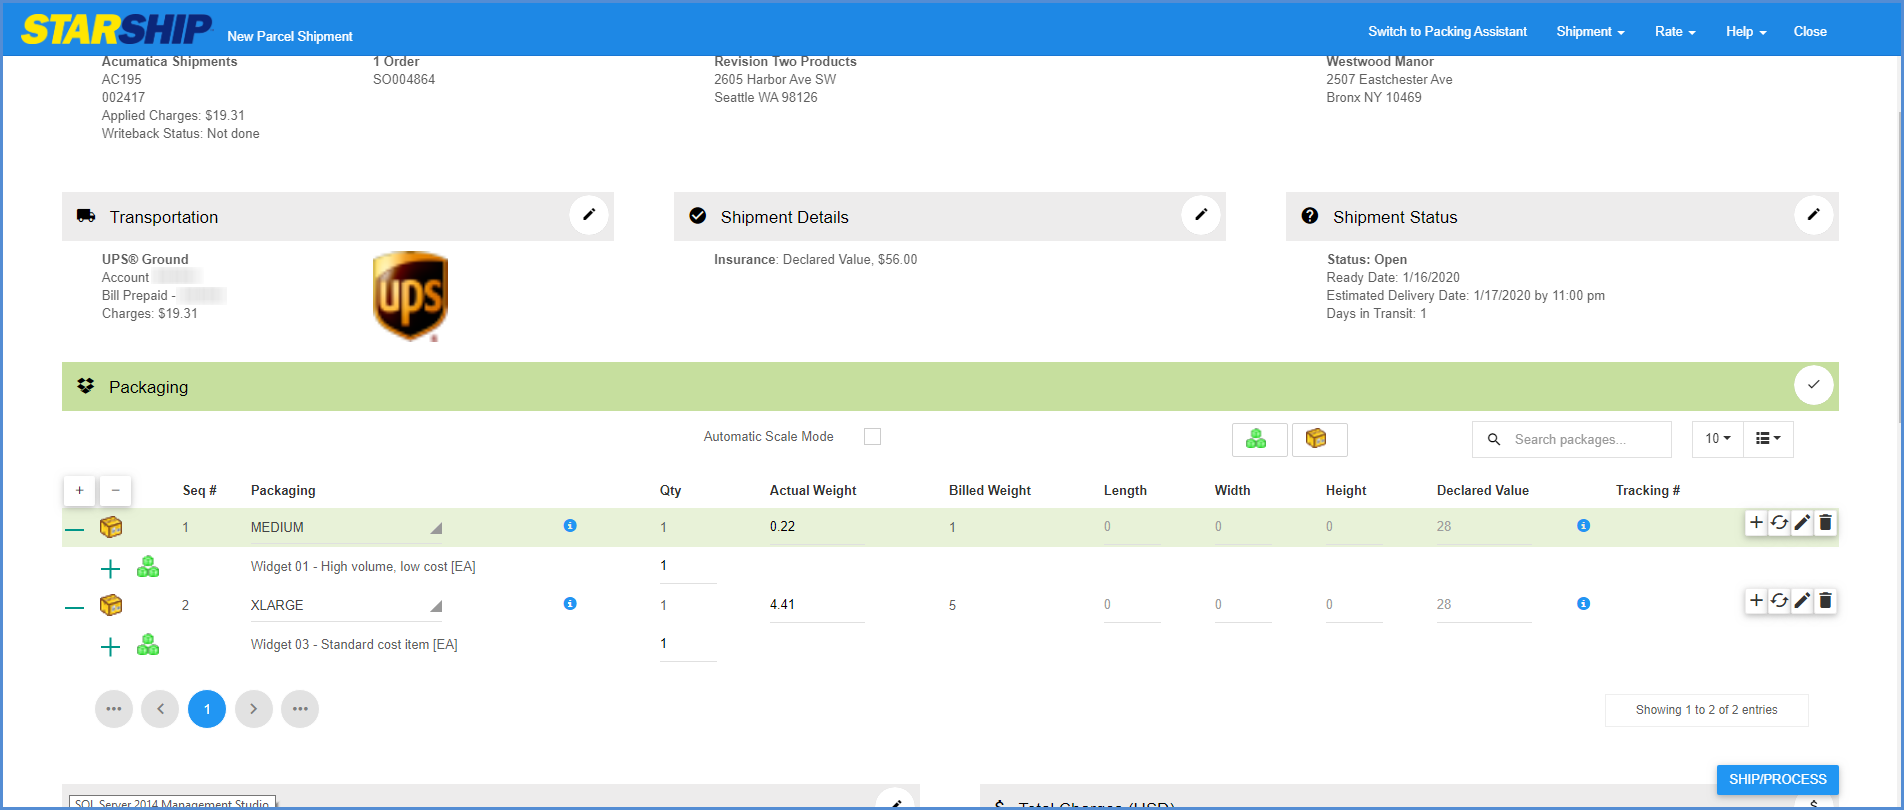 STARSHIP New Parcel Shipment Switch to Packing Assistant Shipment Rate Help Close
Acumatica Shipments 1 Order Revision Two Products Westwood Manor
AC195 SO004864 2605 Harbor Ave SW 2507 Eastchester Ave
002417 Seattle WA 98126 Bronx NY 10469
Applied Charges: $19.31
Writeback Status: Not done
Transportation Shipment Details Shipment Status
UPS® Ground Insurance: Declared Value, $56.00 Status: Open
Account Ready Date: 1/16/2020
Bill Prepaid - Estimated Delivery Date: 1/17/2020 by 11:00 pm
Charges: $19.31 Days in Transit: 1
ups
Packaging
Automatic Scale Mode Search packages... 10
Seq # Packaging Qty Actual Weight Billed Weight Length Width Height Declared Value Tracking #
1 MEDIUM 1 0.22 1 0 0 0 28
Widget 01 - High volume, low cost [EA] 1
2 XLARGE 1 4.41 5 0 0 0 28
Widget 03 - Standard cost item [EA] 1
1 Showing 1 to 2 of 2 entries
SHIP/PROCESS
SQL Server 2014 Management Studio Total Charges (USD)